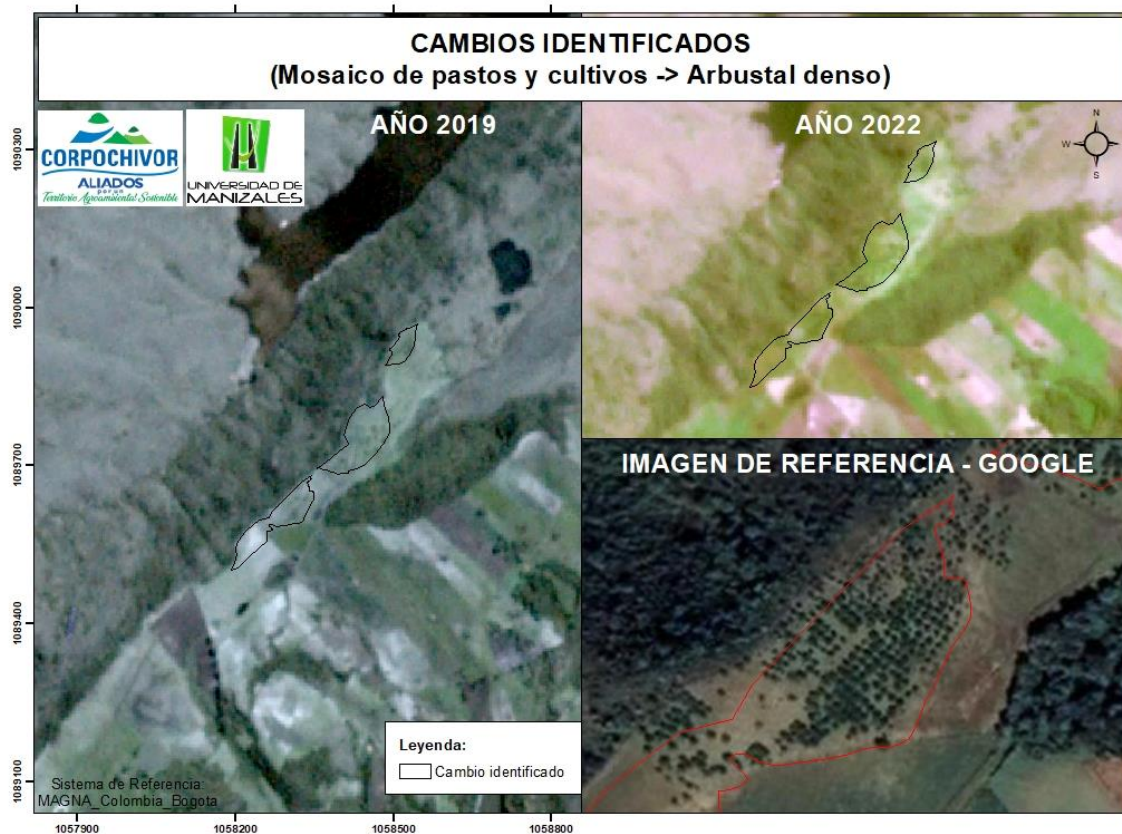 CAMBIOS IDENTIFICADOS
(Mosaico de pastos y cultivos -> Arbustal denso)
CORPOCHIVOR
ALIADOS
por un
Territorio Agroambiental Sostenible
UNIVERSIDAD DE
MANIZALES
AÑO 2019
AÑO 2022
N
W
S
IMAGEN DE REFERENCIA - GOOGLE
Leyenda:
Cambio identificado
Sistema de Referencia:
MAGNA_Colombia_Bogota
1090300
1090000
1089700
1089400
1089100
1057900
1058200
1058500
1058800